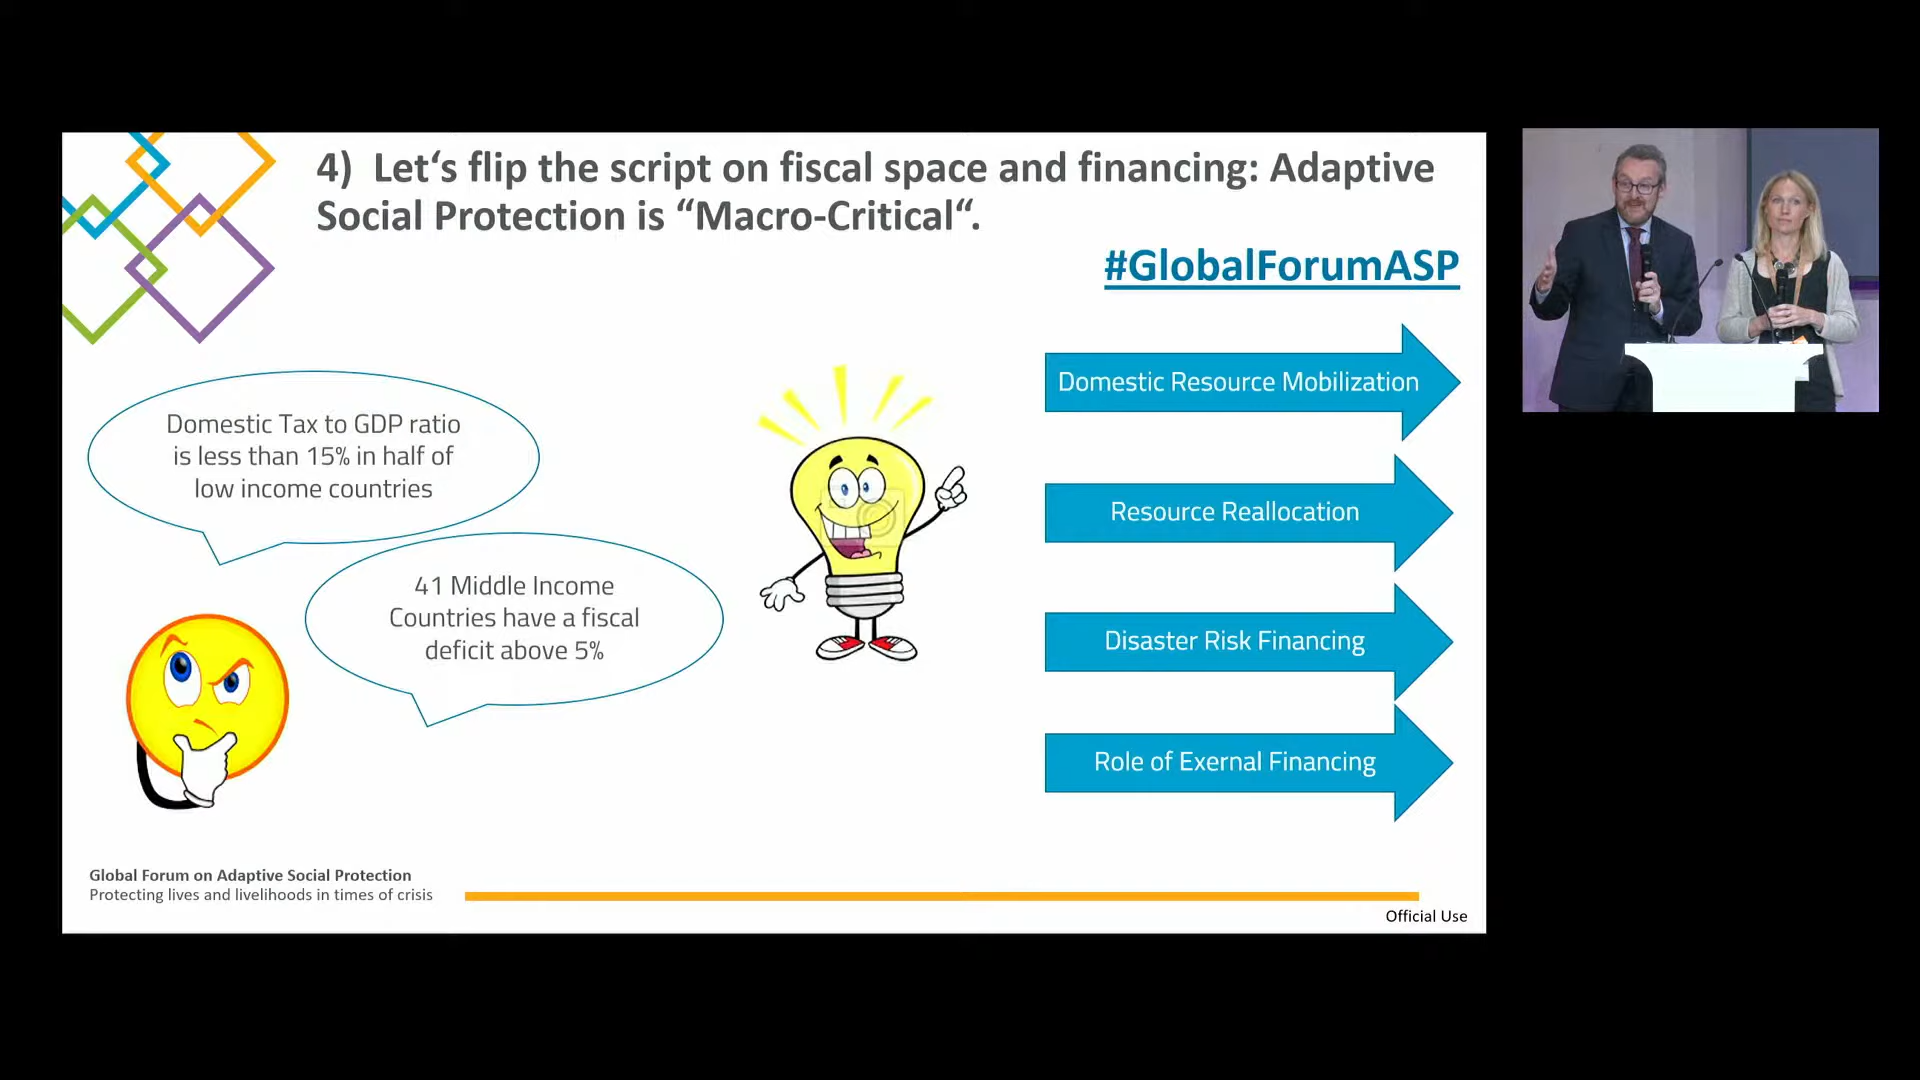 4) Let‘s flip the script on fiscal space and financing: Adaptive
Social Protection is “Macro-Critical“.
#GlobalForumASP
Domestic Tax to GDP ratio
is less than 15% in half of
low income countries
41 Middle Income
Countries have a fiscal
deficit above 5%
Domestic Resource Mobilization
Resource Reallocation
Disaster Risk Financing
Role of Exernal Financing
Global Forum on Adaptive Social Protection
Protecting lives and livelihoods in times of crisis
Official Use